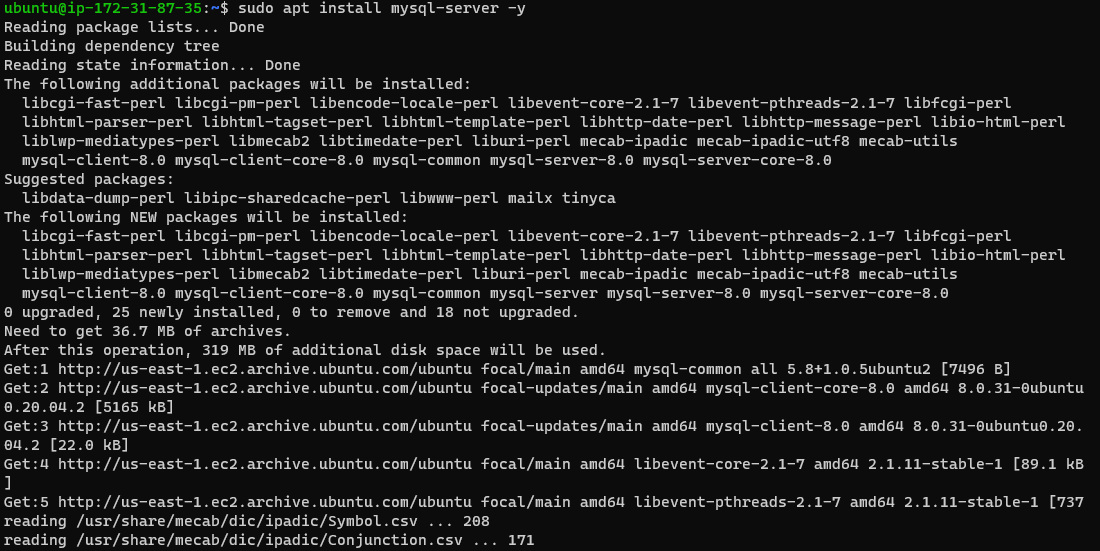 ubuntu@ip-172-31-87-35:~$ sudo apt install mysql-server -y
Reading package lists... Done
Building dependency tree
Reading state information... Done
The following additional packages will be installed:
  libcgi-fast-perl libcgi-pm-perl libencode-locale-perl libevent-core-2.1-7 libevent-pthreads-2.1-7 libfcgi-perl
  libhtml-parser-perl libhtml-tagset-perl libhtml-template-perl libhttp-date-perl libhttp-message-perl libio-html-perl
  liblwp-mediatypes-perl libmecab2 libtimedate-perl liburi-perl mecab-ipadic mecab-ipadic-utf8 mecab-utils
  mysql-client-8.0 mysql-client-core-8.0 mysql-common mysql-server-8.0 mysql-server-core-8.0
Suggested packages:
  libdata-dump-perl libipc-sharedcache-perl libwww-perl mailx tinyca
The following NEW packages will be installed:
  libcgi-fast-perl libcgi-pm-perl libencode-locale-perl libevent-core-2.1-7 libevent-pthreads-2.1-7 libfcgi-perl
  libhtml-parser-perl libhtml-tagset-perl libhtml-template-perl libhttp-date-perl libhttp-message-perl libio-html-perl
  liblwp-mediatypes-perl libmecab2 libtimedate-perl liburi-perl mecab-ipadic mecab-ipadic-utf8 mecab-utils
  mysql-client-8.0 mysql-client-core-8.0 mysql-common mysql-server mysql-server-8.0 mysql-server-core-8.0
0 upgraded, 25 newly installed, 0 to remove and 18 not upgraded.
Need to get 36.7 MB of archives.
After this operation, 319 MB of additional disk space will be used.
Get:1 http://us-east-1.ec2.archive.ubuntu.com/ubuntu focal/main amd64 mysql-common all 5.8+1.0.5ubuntu2 [7496 B]
Get:2 http://us-east-1.ec2.archive.ubuntu.com/ubuntu focal-updates/main amd64 mysql-client-core-8.0 amd64 8.0.31-0ubuntu
0.20.04.2 [5165 kB]
Get:3 http://us-east-1.ec2.archive.ubuntu.com/ubuntu focal-updates/main amd64 mysql-client-8.0 amd64 8.0.31-0ubuntu0.20.
04.2 [22.0 kB]
Get:4 http://us-east-1.ec2.archive.ubuntu.com/ubuntu focal/main amd64 libevent-core-2.1-7 amd64 2.1.11-stable-1 [89.1 kB
]
Get:5 http://us-east-1.ec2.archive.ubuntu.com/ubuntu focal/main amd64 libevent-pthreads-2.1-7 amd64 2.1.11-stable-1 [737
reading /usr/share/mecab/dic/ipadic/Symbol.csv ... 208
reading /usr/share/mecab/dic/ipadic/Conjunction.csv ... 171